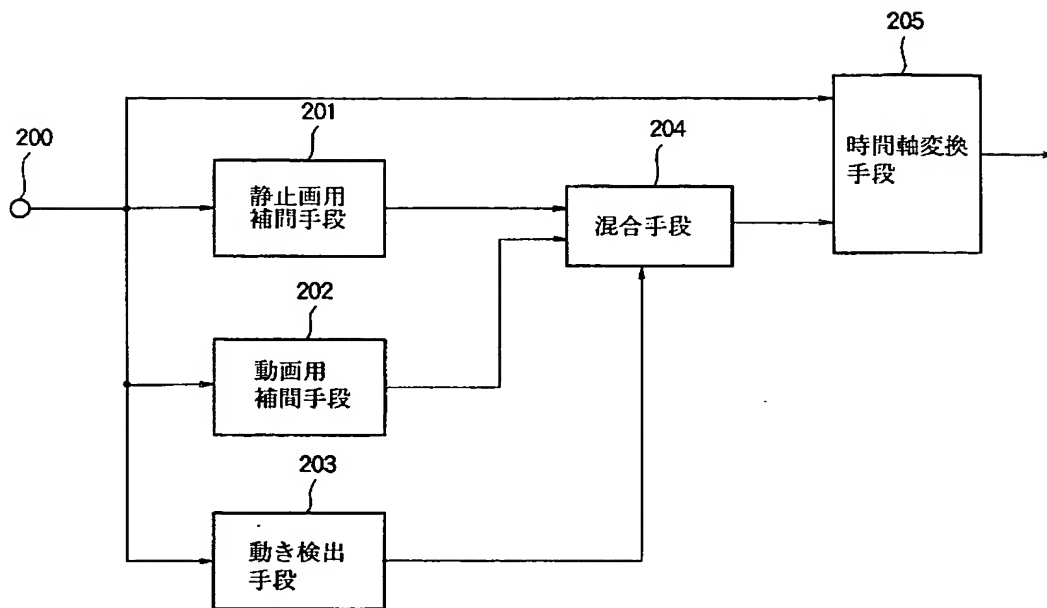 205
201
204
200
時間軸変換
手段
静止画用
補間手段
混合手段
202
動画用
補間手段
203
動き検出
手段